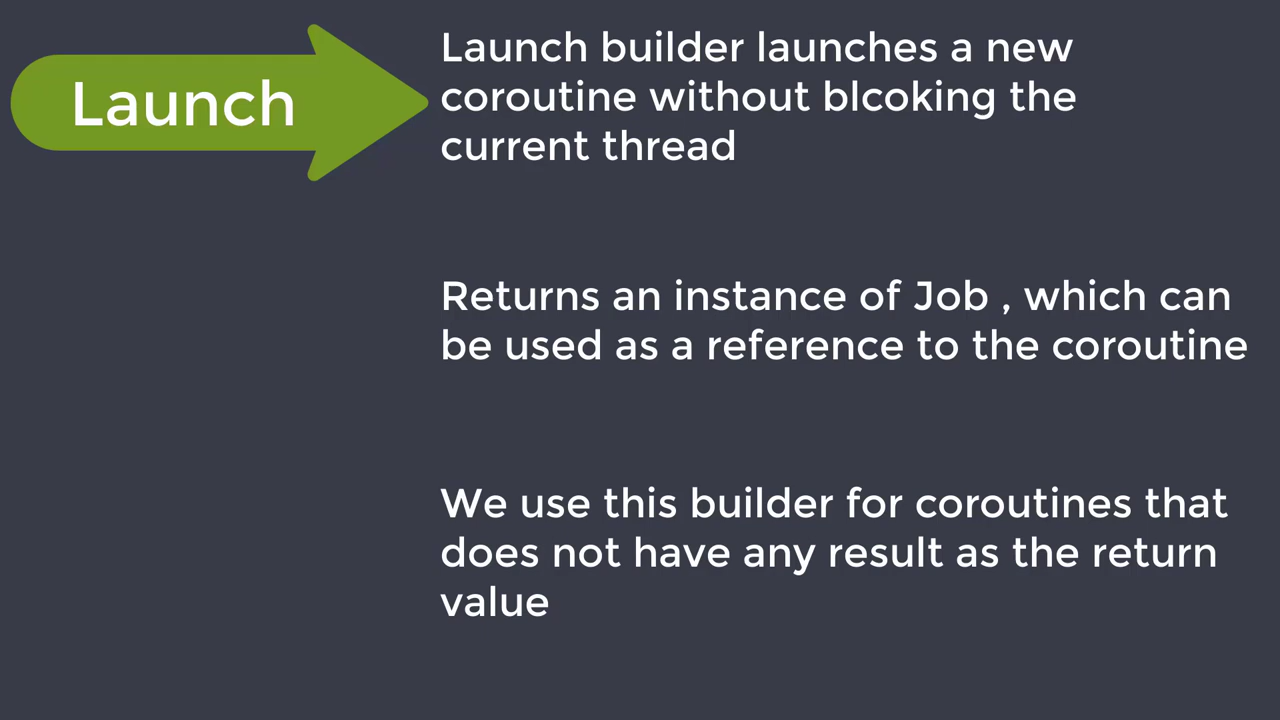 Launch
Launch builder launches a new
coroutine without blcoking the
current thread
Returns an instance of Job , which can
be used as a reference to the coroutine
We use this builder for coroutines that
does not have any result as the return
value